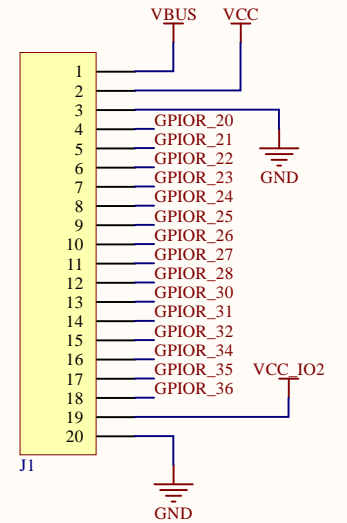 VBUS VCC
1
2
3
4 GPIOR_20
5 GPIOR_21
6 GPIOR_22
7 GPIOR_23
8 GPIOR_24
9 GPIOR_25
10 GPIOR_26
11 GPIOR_27
12 GPIOR_28
13 GPIOR_30
14 GPIOR_31
15 GPIOR_32
16 GPIOR_34
17 GPIOR_35
18 GPIOR_36
19
20
GND
VCC_IO2
J1
GND